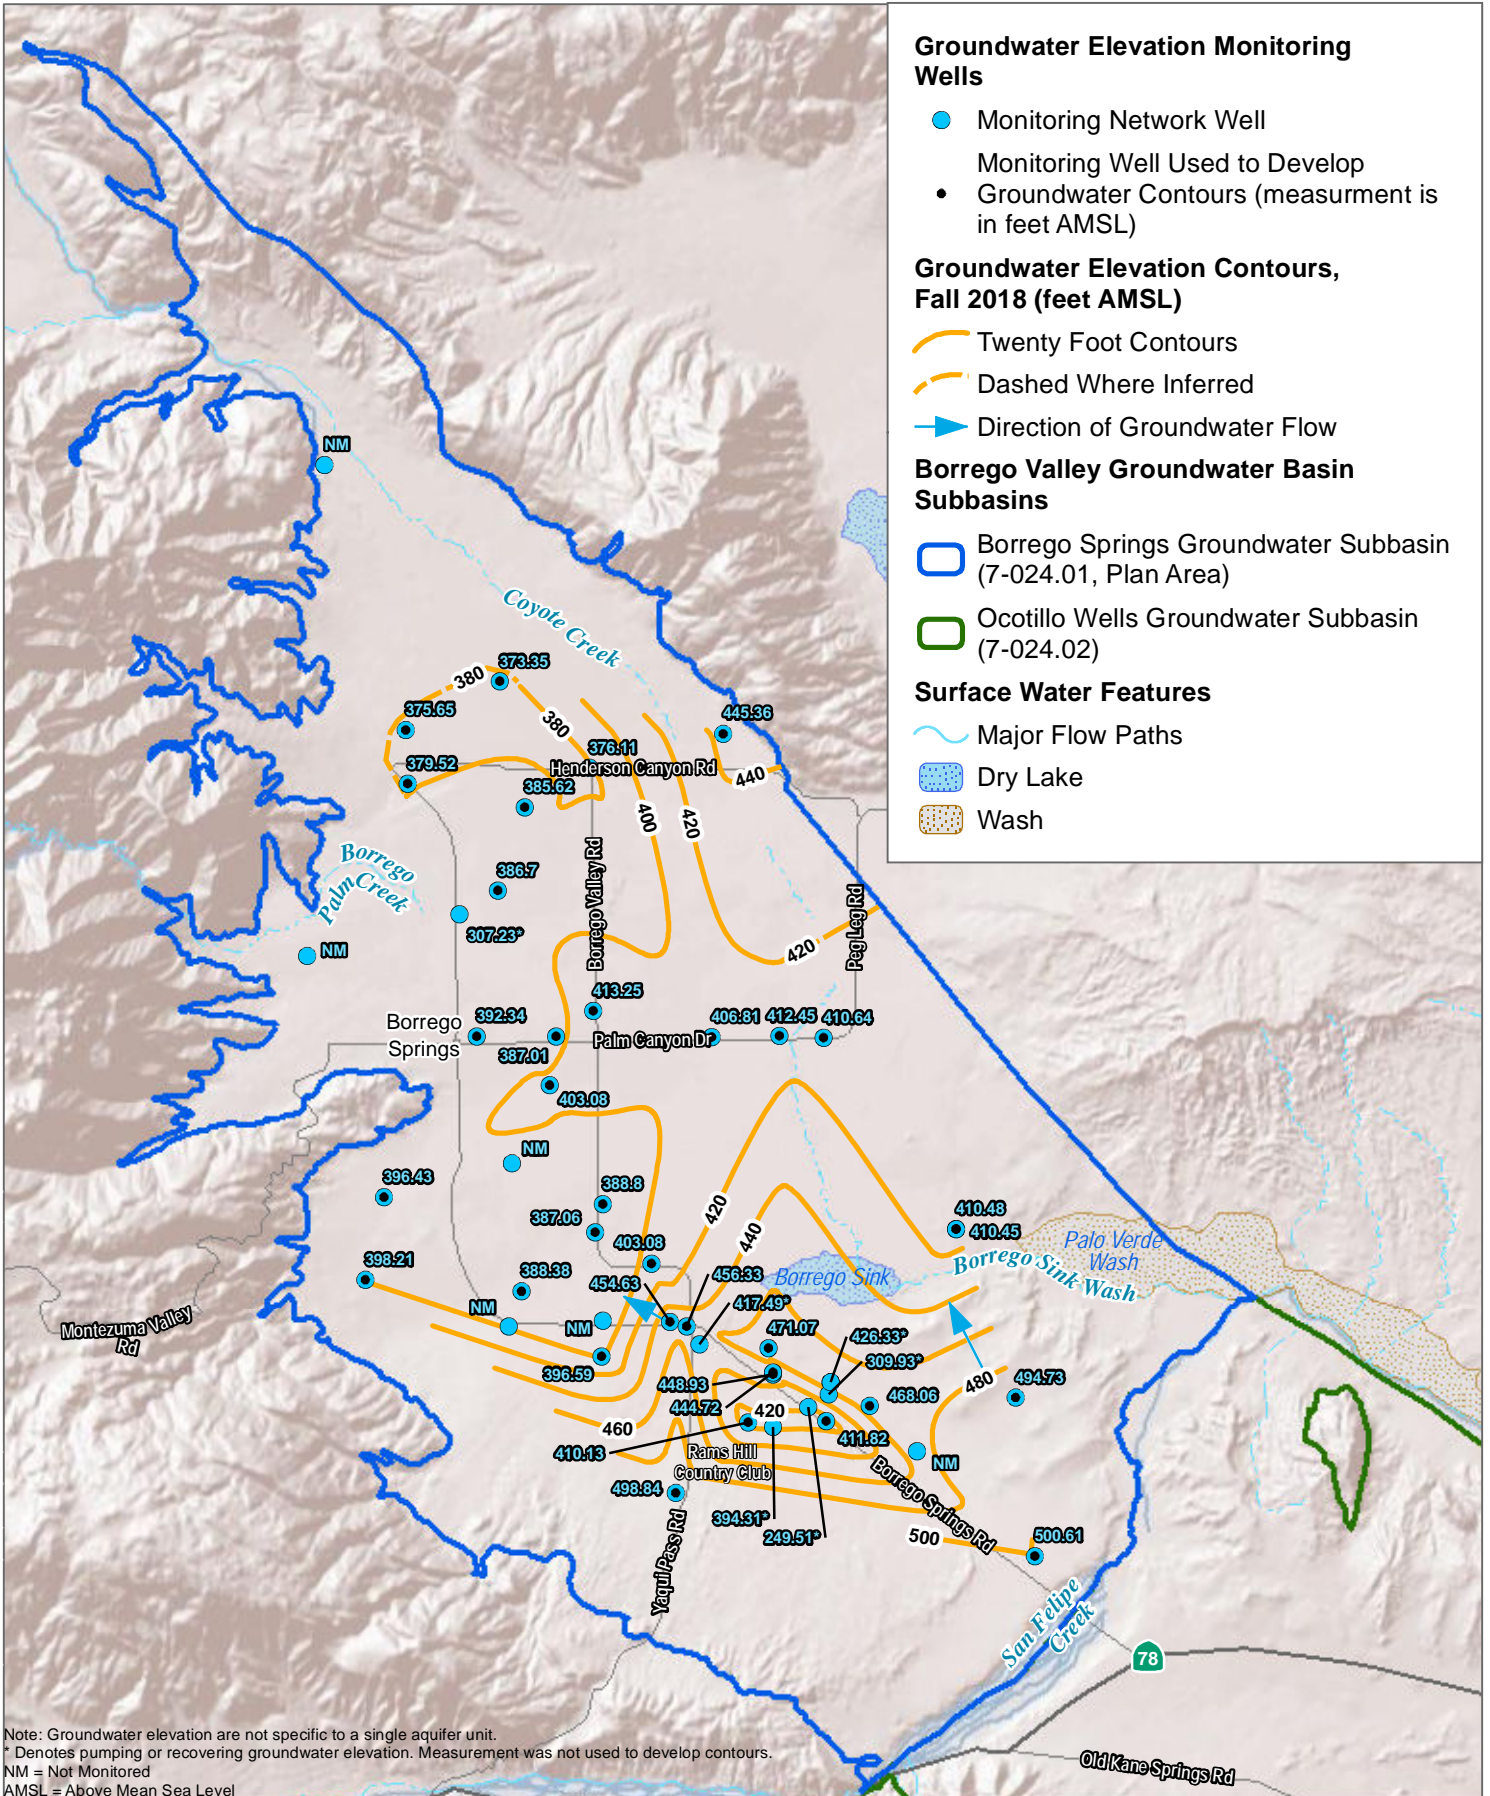 Groundwater Elevation Monitoring
Wells
Monitoring Network Well
Monitoring Well Used to Develop
Groundwater Contours (measurment is
in feet AMSL)
Groundwater Elevation Contours,
Fall 2018 (feet AMSL)
Twenty Foot Contours
Dashed Where Inferred
Direction of Groundwater Flow
Borrego Valley Groundwater Basin
Subbasins
Borrego Springs Groundwater Subbasin
(7-024.01, Plan Area)
Ocotillo Wells Groundwater Subbasin
(7-024.02)
Surface Water Features
Major Flow Paths
Dry Lake
Wash
NM
Coyote Creek
373.35
380
375.65
380
445.36
376.11
379.52
Henderson Canyon Rd
440
385.62
400
420
Borrego
Palm Creek
386.7
Borrego Valley Rd
Peg Leg Rd
307.23*
NM
420
413.25
392.34
406.81
412.45
410.64
Borrego
Springs
Palm Canyon Dr
387.01
403.08
NM
396.43
388.8
420
410.48
387.06
440
410.45
Palo Verde
Wash
403.08
398.21
Borrego Sink
Borrego Sink Wash
454.63
456.33
388.38
417.49*
NM
NM
471.07
426.33*
Montezuma Valley
Rd
309.93*
396.59
448.93
480
494.73
468.06
444.72
420
460
411.82
410.13
Rams Hill
Country Club
NM
Borrego Springs Rd
498.84
394.31*
249.51*
500
500.61
Yaqui Pass Rd
San Felipe
Creek
78
Note: Groundwater elevation are not specific to a single aquifer unit.
* Denotes pumping or recovering groundwater elevation. Measurement was not used to develop contours.
NM = Not Monitored
AMSL = Above Mean Sea Level
Old Kane Springs Rd